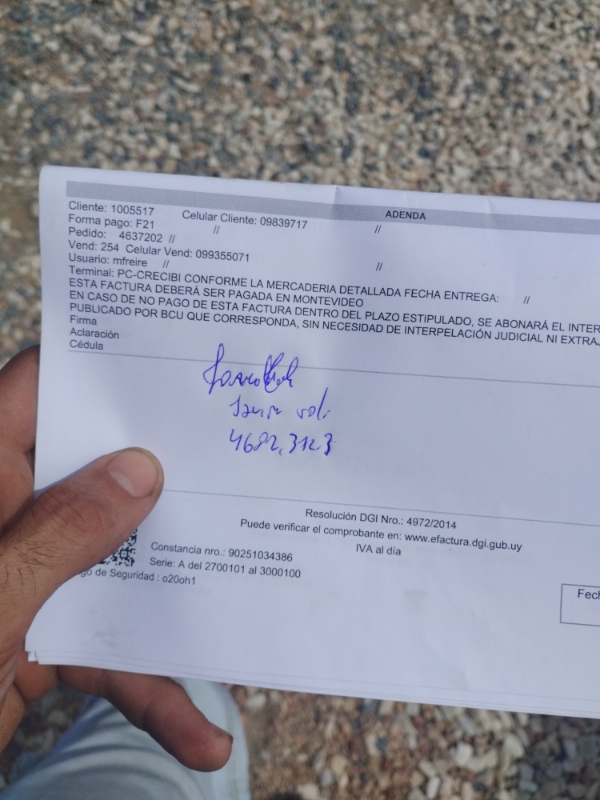 ADENDA
Cliente: 1005517 Celular Cliente: 09839717 //
Forma pago: F21 //
Pedido: 4637202 //
Vend: 254 Celular Vend: 099355071
Usuario: mfreire // //
Terminal: PC-CRECIBI CONFORME LA MERCADERIA DETALLADA FECHA ENTREGA: //
ESTA FACTURA DEBERÁ SER PAGADA EN MONTEVIDEO
EN CASO DE NO PAGO DE ESTA FACTURA DENTRO DEL PLAZO ESTIPULADO, SE ABONARÁ EL INTER
PUBLICADO POR BCU QUE CORRESPONDA, SIN NECESIDAD DE INTERPELACIÓN JUDICIAL NI EXTRAJ
Firma
Aclaración
Cédula
Resolución DGI Nro.: 4972/2014
Puede verificar el comprobante en: www.efactura.dgi.gub.uy
Constancia nro.: 90251034386 IVA al día
Serie: A del 2700101 al 3000100
go de Seguridad : o20oh1
Fech